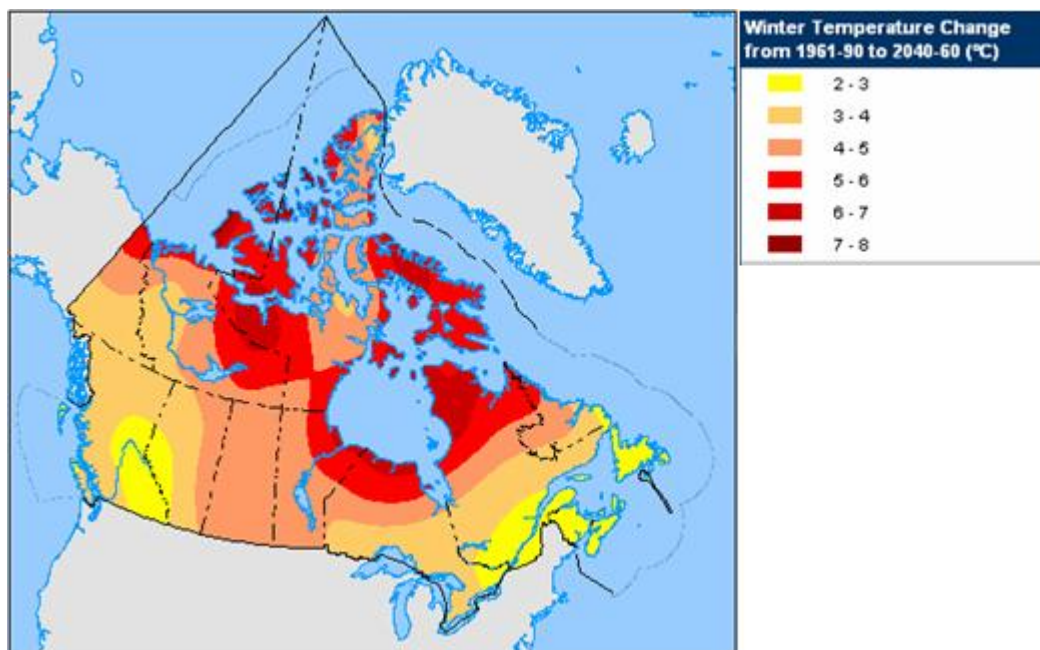 Winter Temperature Change
from 1961-90 to 2040-60 (ºC)
2 - 3
3 - 4
4 - 5
5 - 6
6 - 7
7 - 8